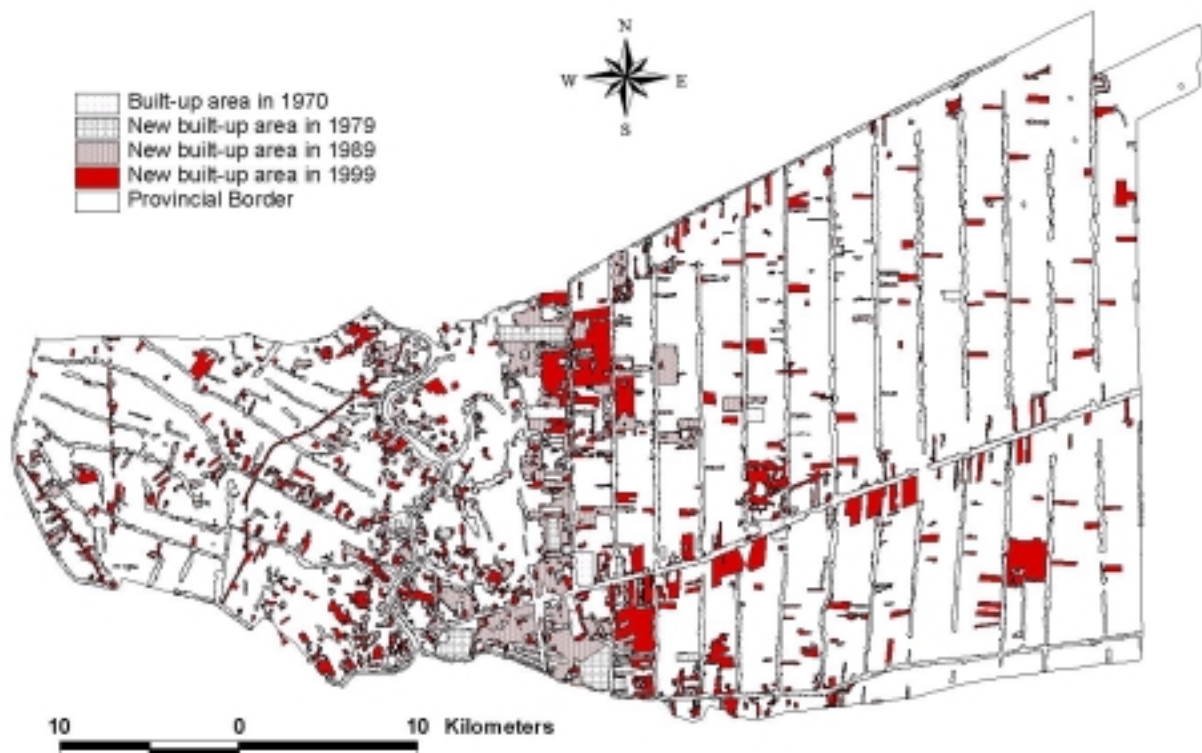 N
W E
S
Built-up area in 1970
New built-up area in 1979
New built-up area in 1989
New built-up area in 1999
Provincial Border
10 0 10 Kilometers